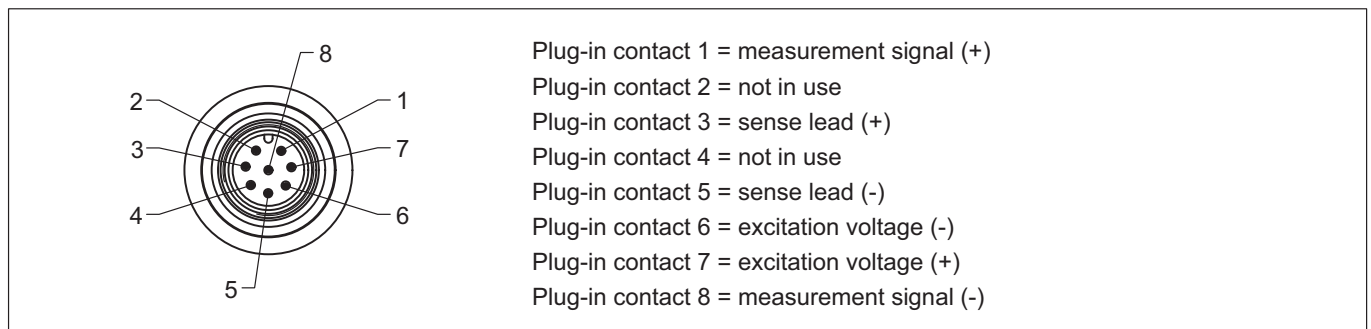 8
2
1
3
7
4
6
5
Plug-in contact 1 = measurement signal (+)
Plug-in contact 2 = not in use
Plug-in contact 3 = sense lead (+)
Plug-in contact 4 = not in use
Plug-in contact 5 = sense lead (-)
Plug-in contact 6 = excitation voltage (-)
Plug-in contact 7 = excitation voltage (+)
Plug-in contact 8 = measurement signal (-)